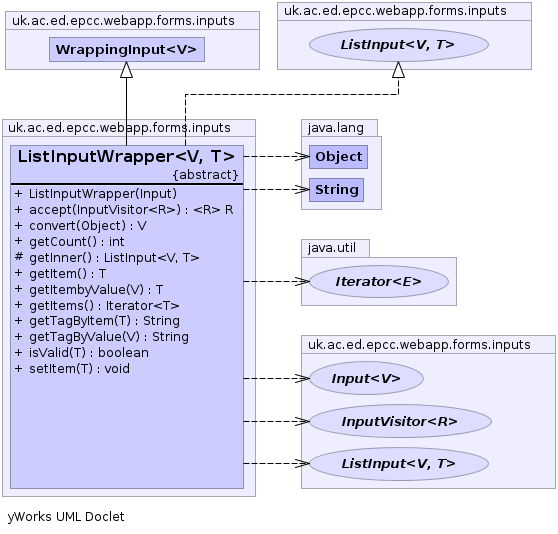 uk.ac.ed.epcc.webapp.forms.inputs
WrappingInput<V>
uk.ac.ed.epcc.webapp.forms.inputs
ListInput<V, T>
uk.ac.ed.epcc.webapp.forms.inputs
ListInputWrapper<V, T>
{abstract}
+ ListInputWrapper(Input)
+ accept(InputVisitor<R>) : <R> R
+ convert(Object) : V
+ getCount() : int
# getInner() : ListInput<V, T>
+ getItem() : T
+ getItembyValue(V) : T
+ getItems() : Iterator<T>
+ getTagByItem(T) : String
+ getTagByValue(V) : String
+ isValid(T) : boolean
+ setItem(T) : void
java.lang
Object
String
java.util
Iterator<E>
uk.ac.ed.epcc.webapp.forms.inputs
Input<V>
InputVisitor<R>
ListInput<V, T>
yWorks UML Doclet